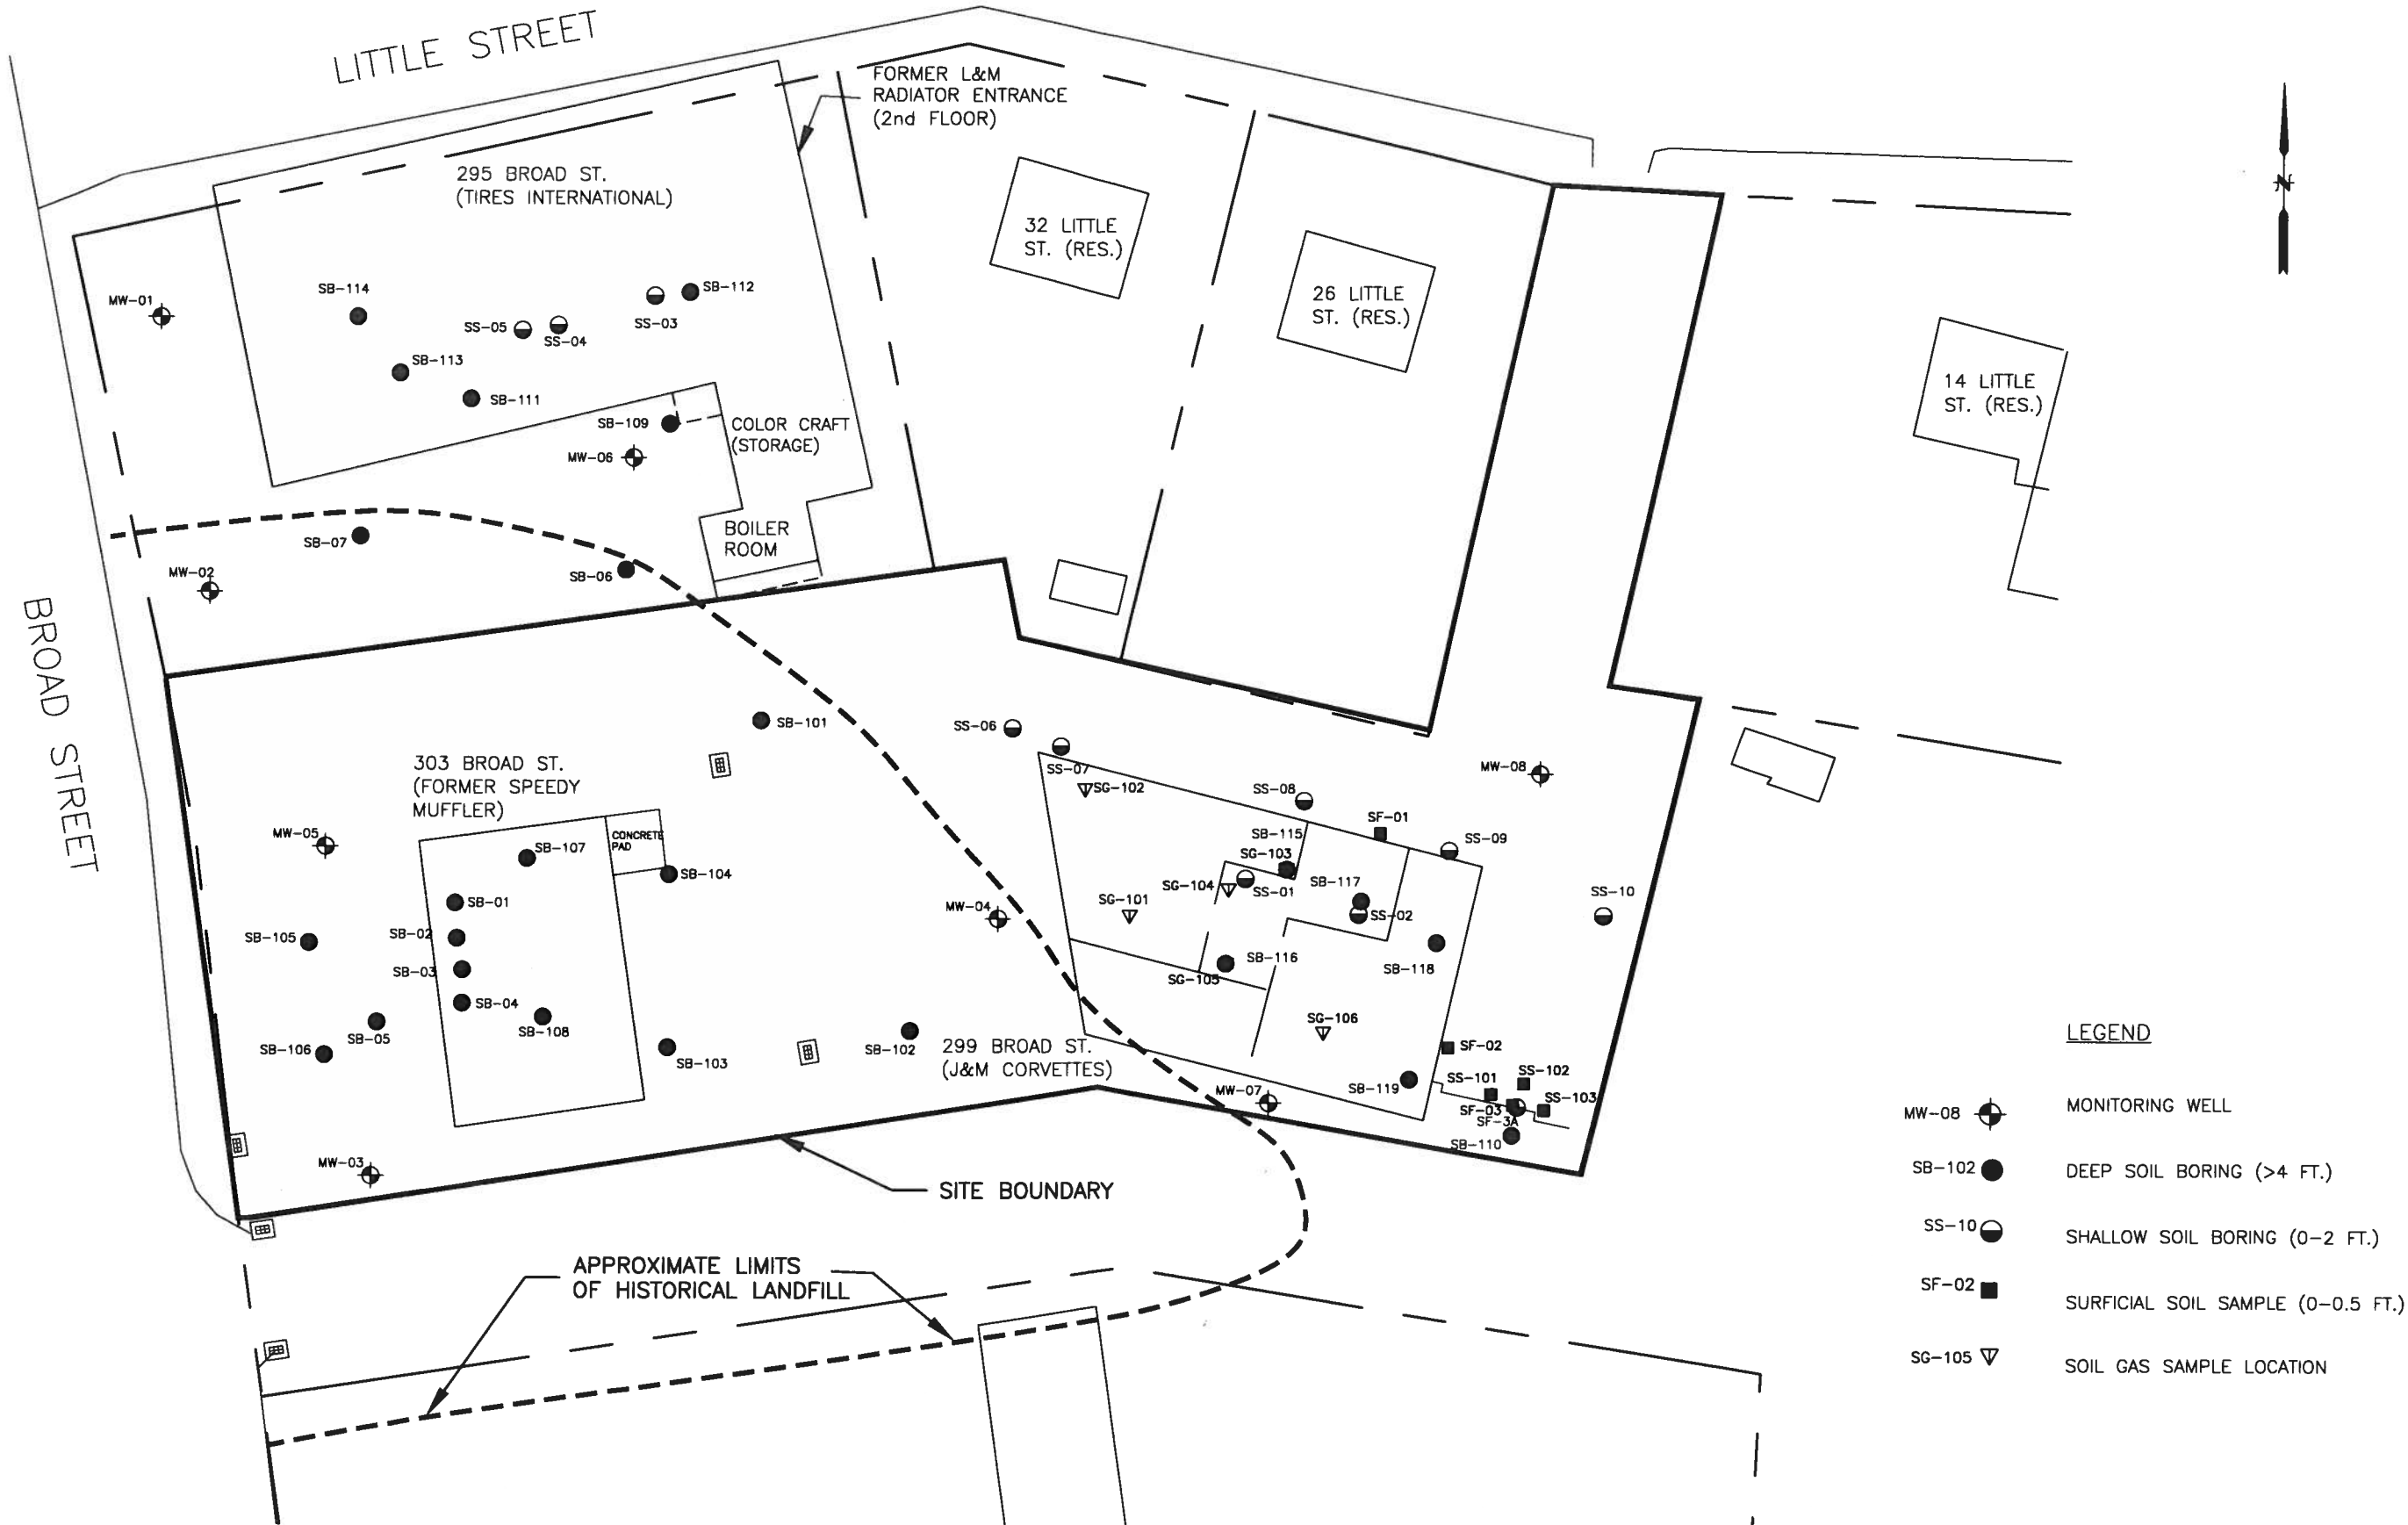 LITTLE STREET
FORMER L&M
RADIATOR ENTRANCE
(2nd FLOOR)
295 BROAD ST.
(TIRES INTERNATIONAL)
32 LITTLE
ST. (RES.)
26 LITTLE
ST. (RES.)
14 LITTLE
ST. (RES.)
N
MW-01
SB-114
SS-05
SS-04
SS-03
SB-112
SB-113
SB-111
SB-109
MW-06
COLOR CRAFT
(STORAGE)
BOILER
ROOM
SB-07
SB-06
MW-02
BROAD STREET
SB-101
SS-06
SS-07
SG-102
MW-08
303 BROAD ST.
(FORMER SPEEDY
MUFFLER)
CONCRETE
PAD
MW-05
SB-107
SB-104
SB-01
SB-02
SB-03
SB-04
SB-105
SB-05
SB-106
SB-108
SB-103
SB-102
MW-04
MW-03
299 BROAD ST.
(J&M CORVETTES)
SS-08
SF-01
SB-115
SG-103
SS-09
SG-104
SS-01
SB-117
SG-101
SS-02
SS-10
SB-116
SG-105
SB-118
SG-106
SF-02
MW-07
SB-119
SS-101
SS-102
SS-103
SF-03
SF-3A
SB-110
SITE BOUNDARY
APPROXIMATE LIMITS
OF HISTORICAL LANDFILL
LEGEND
MW-08 MONITORING WELL
SB-102 DEEP SOIL BORING (>4 FT.)
SS-10 SHALLOW SOIL BORING (0-2 FT.)
SF-02 SURFICIAL SOIL SAMPLE (0-0.5 FT.)
SG-105 SOIL GAS SAMPLE LOCATION